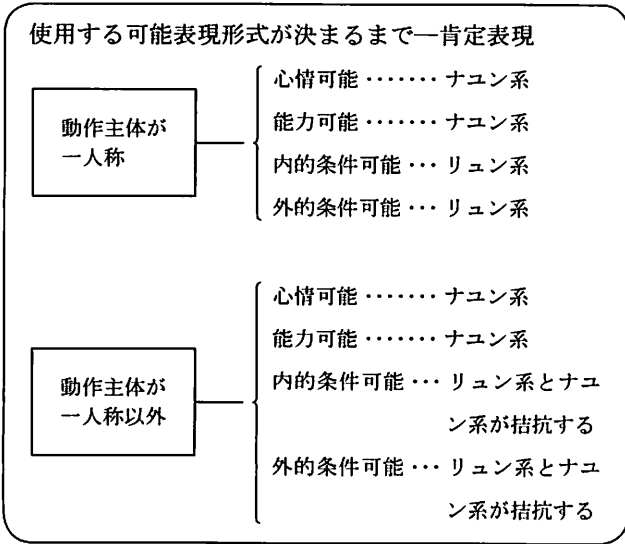 使用する可能表現形式が決まるまで―肯定表現
動作主体が
一人称
心情可能‥‥‥‥ナユン系
能力可能‥‥‥‥ナユン系
内的条件可能‥‥リュン系
外的条件可能‥‥リュン系
動作主体が
一人称以外
心情可能‥‥‥‥ナユン系
能力可能‥‥‥‥ナユン系
内的条件可能‥‥リュン系とナユ
ン系が拮抗する
外的条件可能‥‥リュン系とナユ
ン系が拮抗する